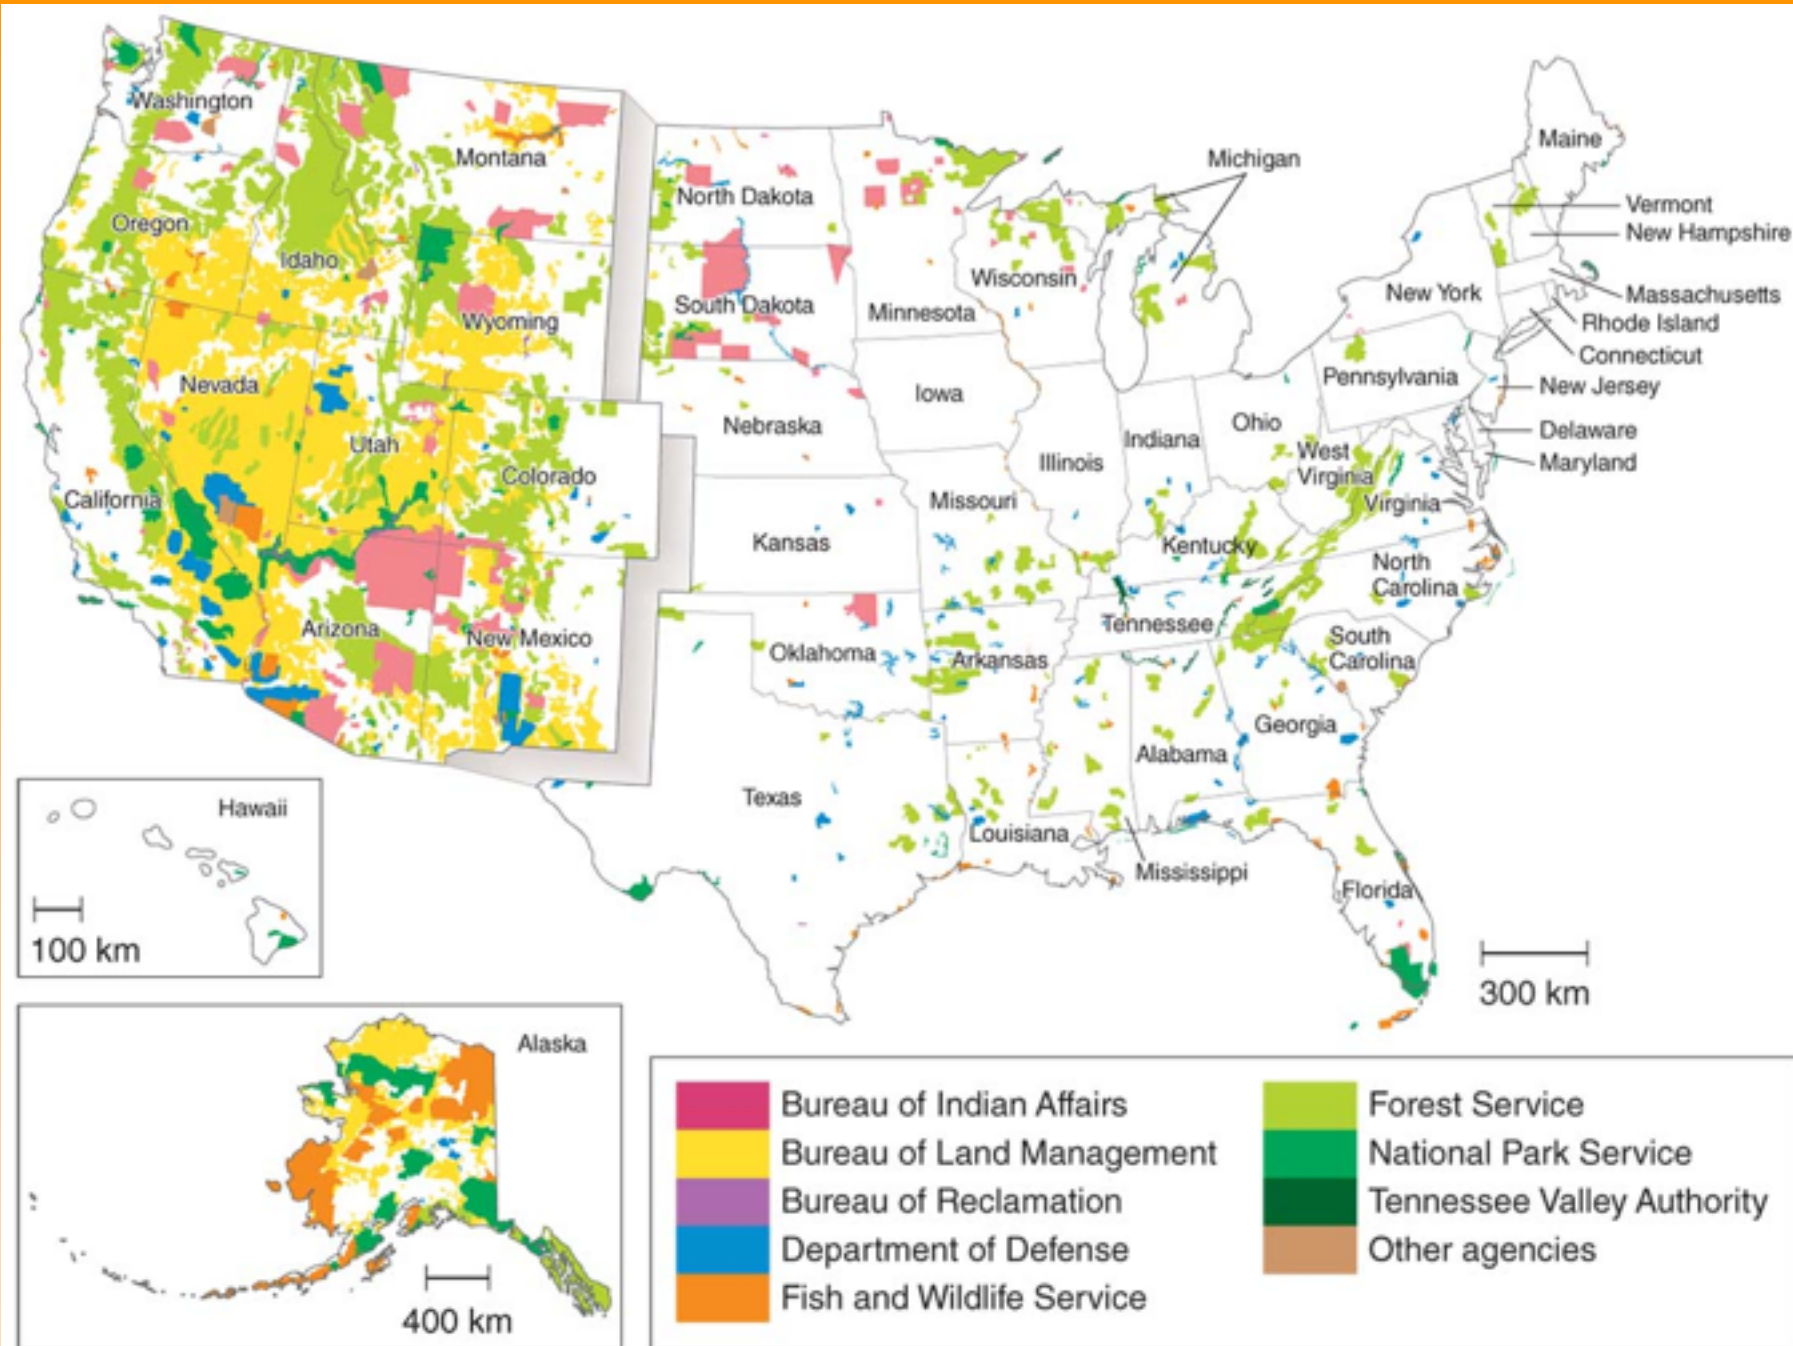 Washington
Montana
Oregon
Idaho
Wyoming
Nevada
Utah
Colorado
California
Arizona
New Mexico
North Dakota
South Dakota
Minnesota
Wisconsin
Michigan
Nebraska
Iowa
Kansas
Missouri
Illinois
Indiana
Ohio
Kentucky
West
Virginia
Virginia
Pennsylvania
New York
Maine
Vermont
New Hampshire
Massachusetts
Rhode Island
Connecticut
New Jersey
Delaware
Maryland
North
Carolina
South
Carolina
Tennessee
Oklahoma
Arkansas
Texas
Louisiana
Mississippi
Alabama
Georgia
Florida
300 km
Hawaii
100 km
Alaska
400 km
Bureau of Indian Affairs
Bureau of Land Management
Bureau of Reclamation
Department of Defense
Fish and Wildlife Service
Forest Service
National Park Service
Tennessee Valley Authority
Other agencies